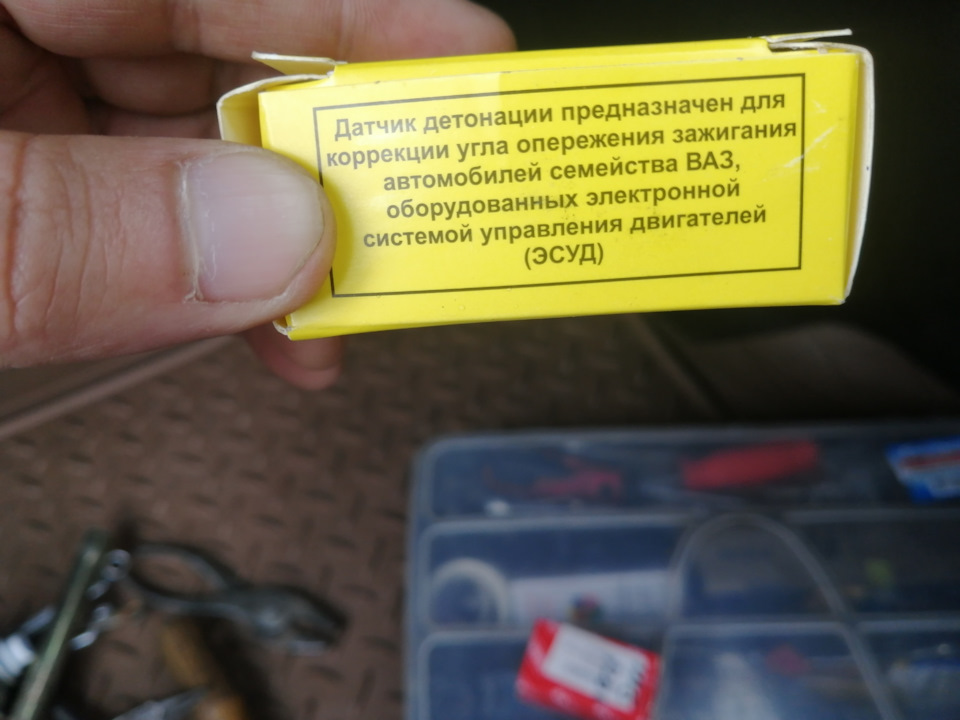 Датчик детонации предназначен для
коррекции угла опережения зажигания
автомобилей семейства ВАЗ,
оборудованных электронной
системой управления двигателей
(ЭСУД)